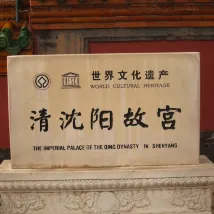 世界文化遗产
WORLD CULTURAL HERITAGE
清沈阳故宫
THE IMPERIAL PALACE OF THE QING DYNASTY IN SHENYANG